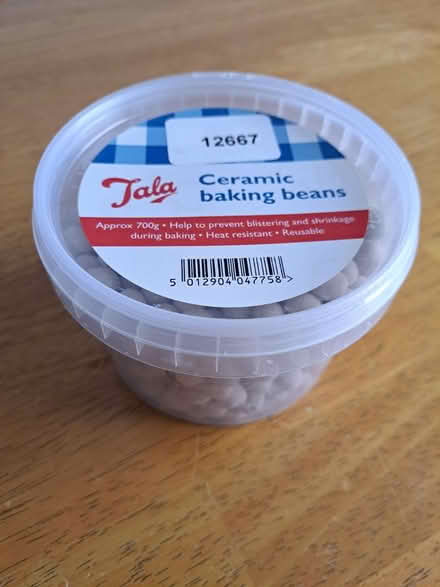 12667
Tala
Ceramic
baking beans
Approx 700g • Help to prevent blistering and shrinkage
during baking • Heat resistant • Reusable
5 012904 047758 >